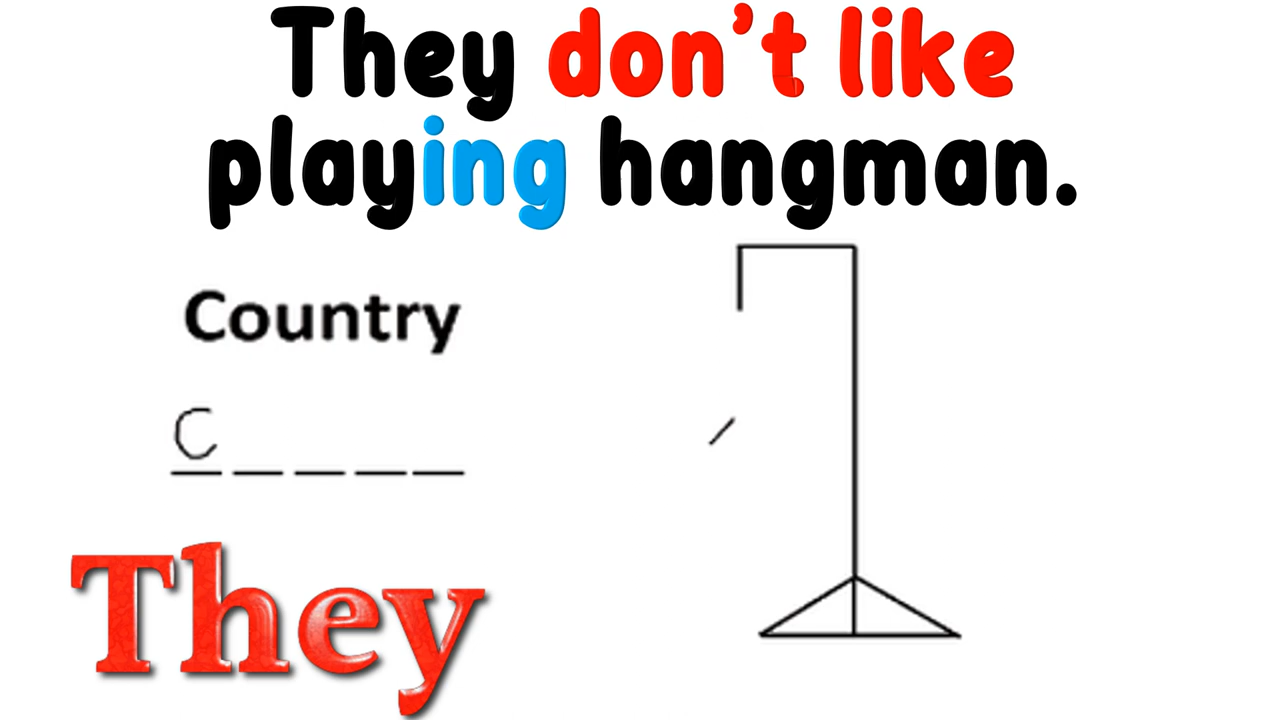 They don't like
playing hangman.
Country
C _ _ _ _
They